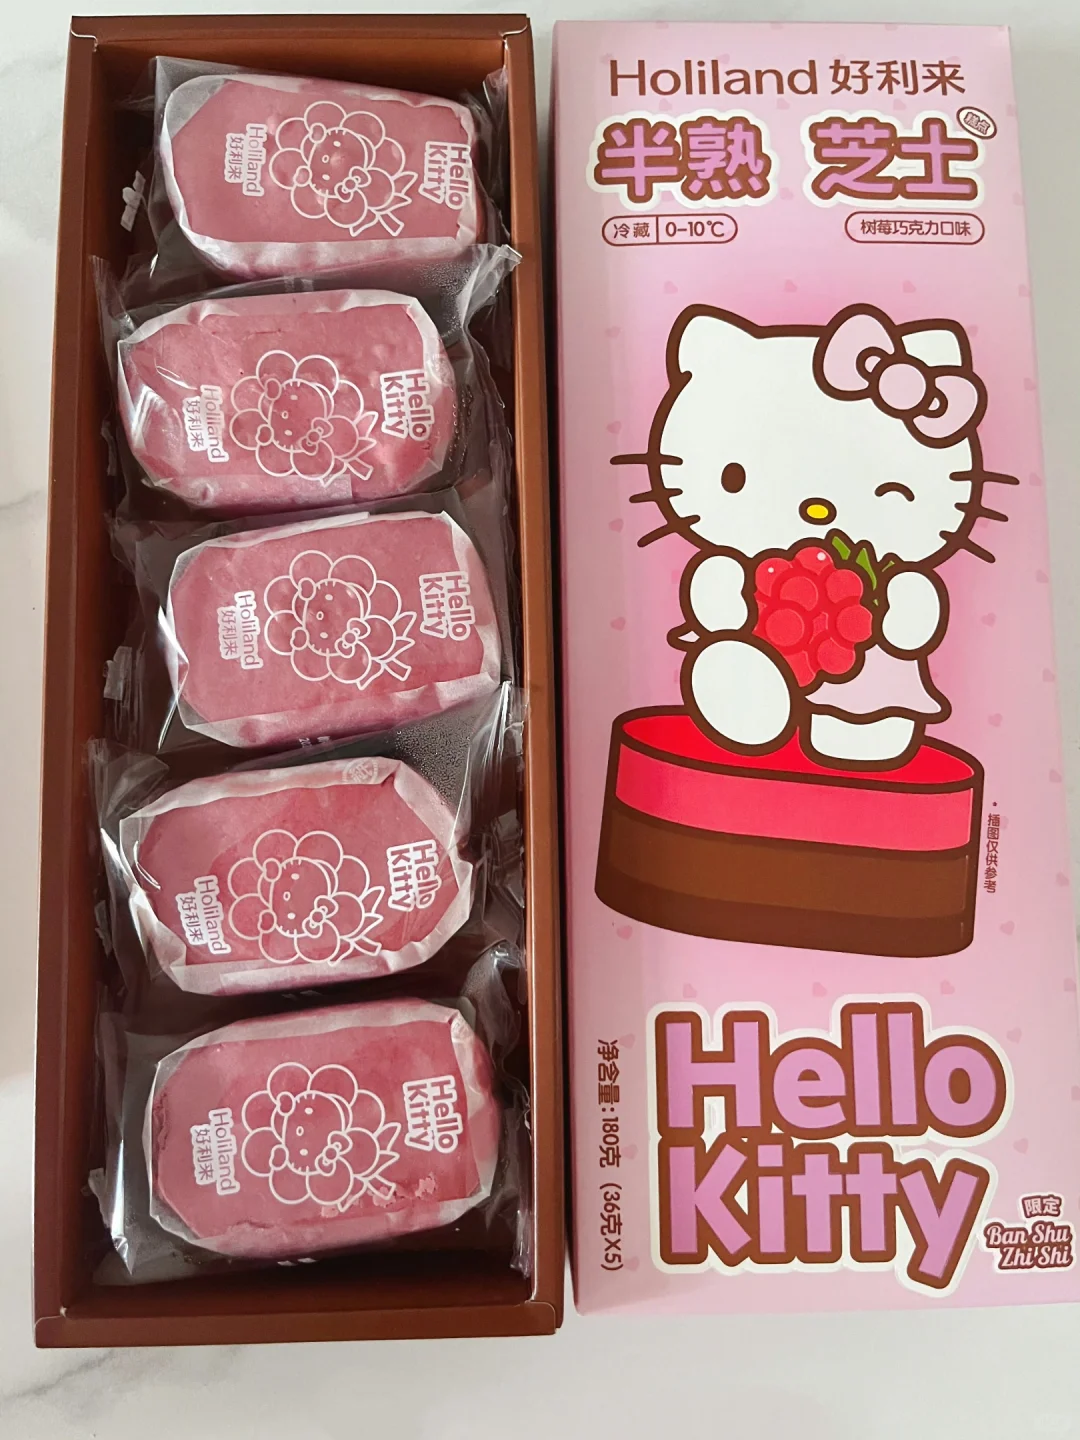 Holiland 好利来
半熟 芝士
糕点
冷藏 0-10℃
树莓巧克力口味
·插图仅供参考
净含量:180克(36克X5)
Hello
Kitty
限定
Ban Shu
Zhi Shi
Hello
Kitty
Holiland
好利来
Hello
Kitty
Holiland
好利来
Hello
Kitty
Holiland
好利来
Hello
Kitty
Holiland
好利来
Hello
Kitty
Holiland
好利来